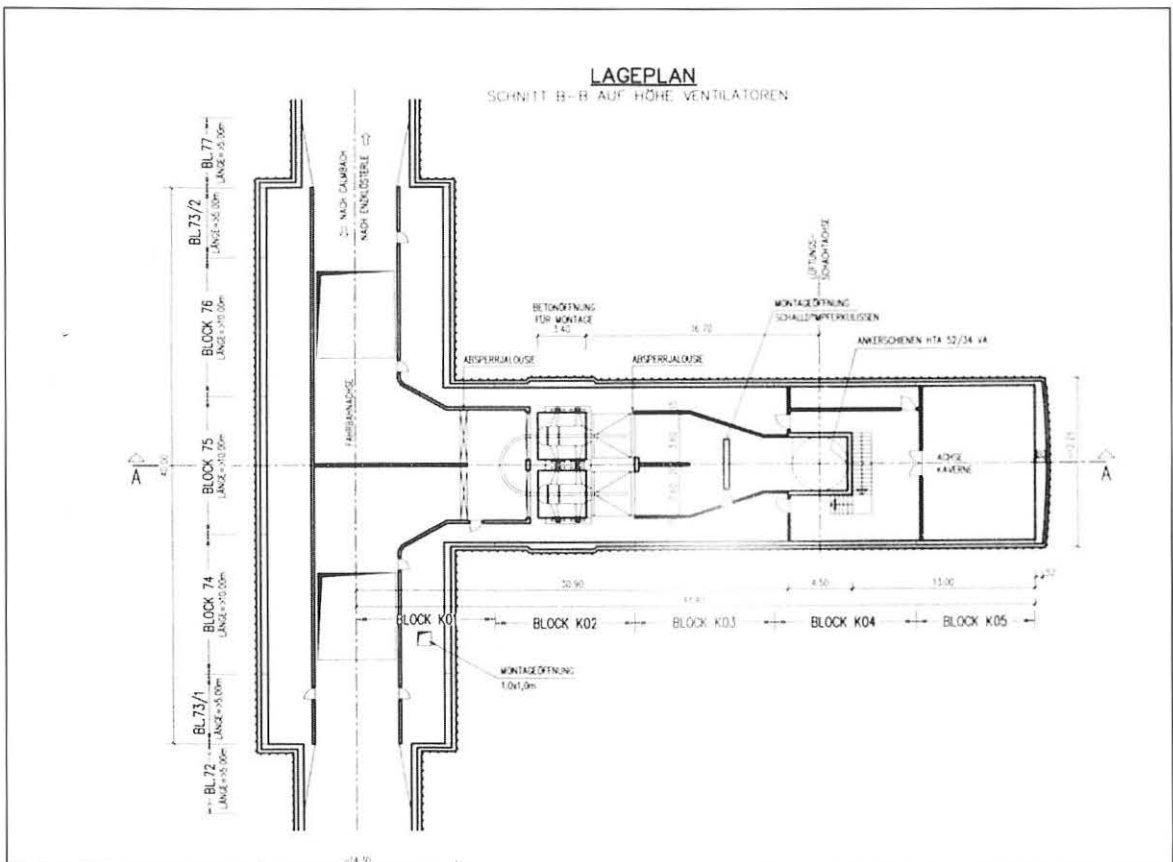 LAGEPLAN
SCHNITT B-B AUF HÖHE VENTILATOREN
BL.77
LÄNGE=>5.00m
BL.73/2
LÄNGE=>5.00m
BLOCK 76
LÄNGE=>10.00m
BLOCK 75
LÄNGE=>10.00m
BLOCK 74
LÄNGE=>10.00m
BL.73/1
LÄNGE=>5.00m
BL.72
LÄNGE=>5.00m
NACH CALMBACH
NACH ENZKLÖSTERLE
FAHRBAHNACHSE
LÜFTUNGS-
SCHACHTACHSE
BETONÖFFNUNG
FÜR MONTAGE
3.40
16.70
MONTAGEÖFFNUNG
SCHALLDÄMPFERKULISSEN
ANKERSCHIENEN HTA 52/34 VA
ABSPERRJALOUSIE
ABSPERRJALOUSIE
A
ACHSE
KAVERNE
A
30.90
4.50
13.00
BLOCK K01
BLOCK K02
BLOCK K03
BLOCK K04
BLOCK K05
MONTAGEÖFFNUNG
1.0x1.0m